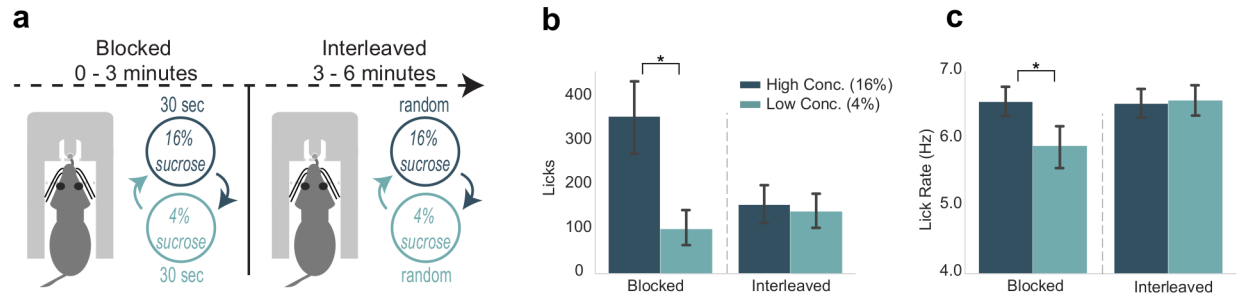 a
Blocked
0 - 3 minutes
Interleaved
3 - 6 minutes
30 sec
16%
sucrose
4%
sucrose
30 sec
random
16%
sucrose
4%
sucrose
random
b
*
High Conc. (16%)
Low Conc. (4%)
Licks
400
300
200
100
0
Blocked
Interleaved
c
*
Lick Rate (Hz)
7.0
6.0
5.0
4.0
Blocked
Interleaved